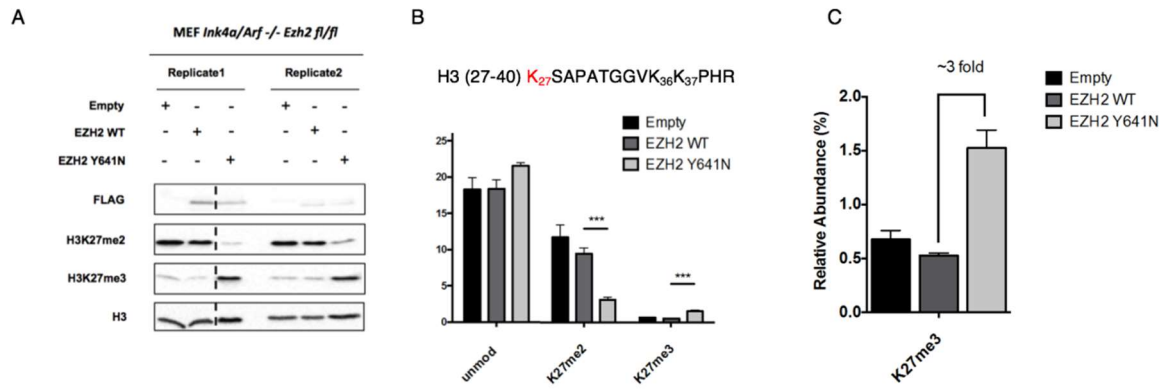 A
MEF Ink4a/Arf -/- Ezh2 fl/fl
Replicate1 Replicate2
Empty + - - + - -
EZH2 WT - + - - + -
EZH2 Y641N - - + - - +
FLAG
H3K27me2
H3K27me3
H3
B
H3 (27-40) K27SAPATGGVK36K37PHR
Empty
EZH2 WT
EZH2 Y641N
25
20
15
10
5
0
***
***
unmod
K27me2
K27me3
C
~3 fold
Empty
EZH2 WT
EZH2 Y641N
Relative Abundance (%)
2.0
1.5
1.0
0.5
0.0
K27me3